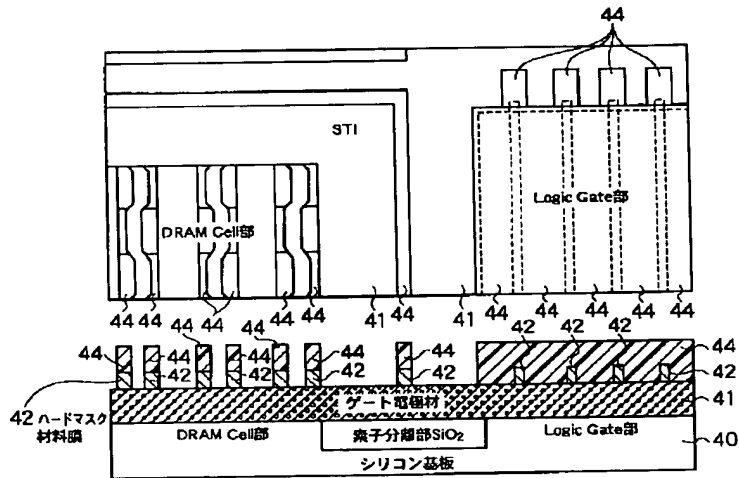 44
STI
DRAM Cell部
Logic Gate部
44 44 44 44 44 41 44 41 44 44 44 44 44
44 44 42 42 42
44 44 44 44 44 44 44
42 42 42 42 42 42 42
42 ハードマスク材料膜
ゲート電極材
41
DRAM Cell部
素子分離部SiO₂
Logic Gate部
40
シリコン基板